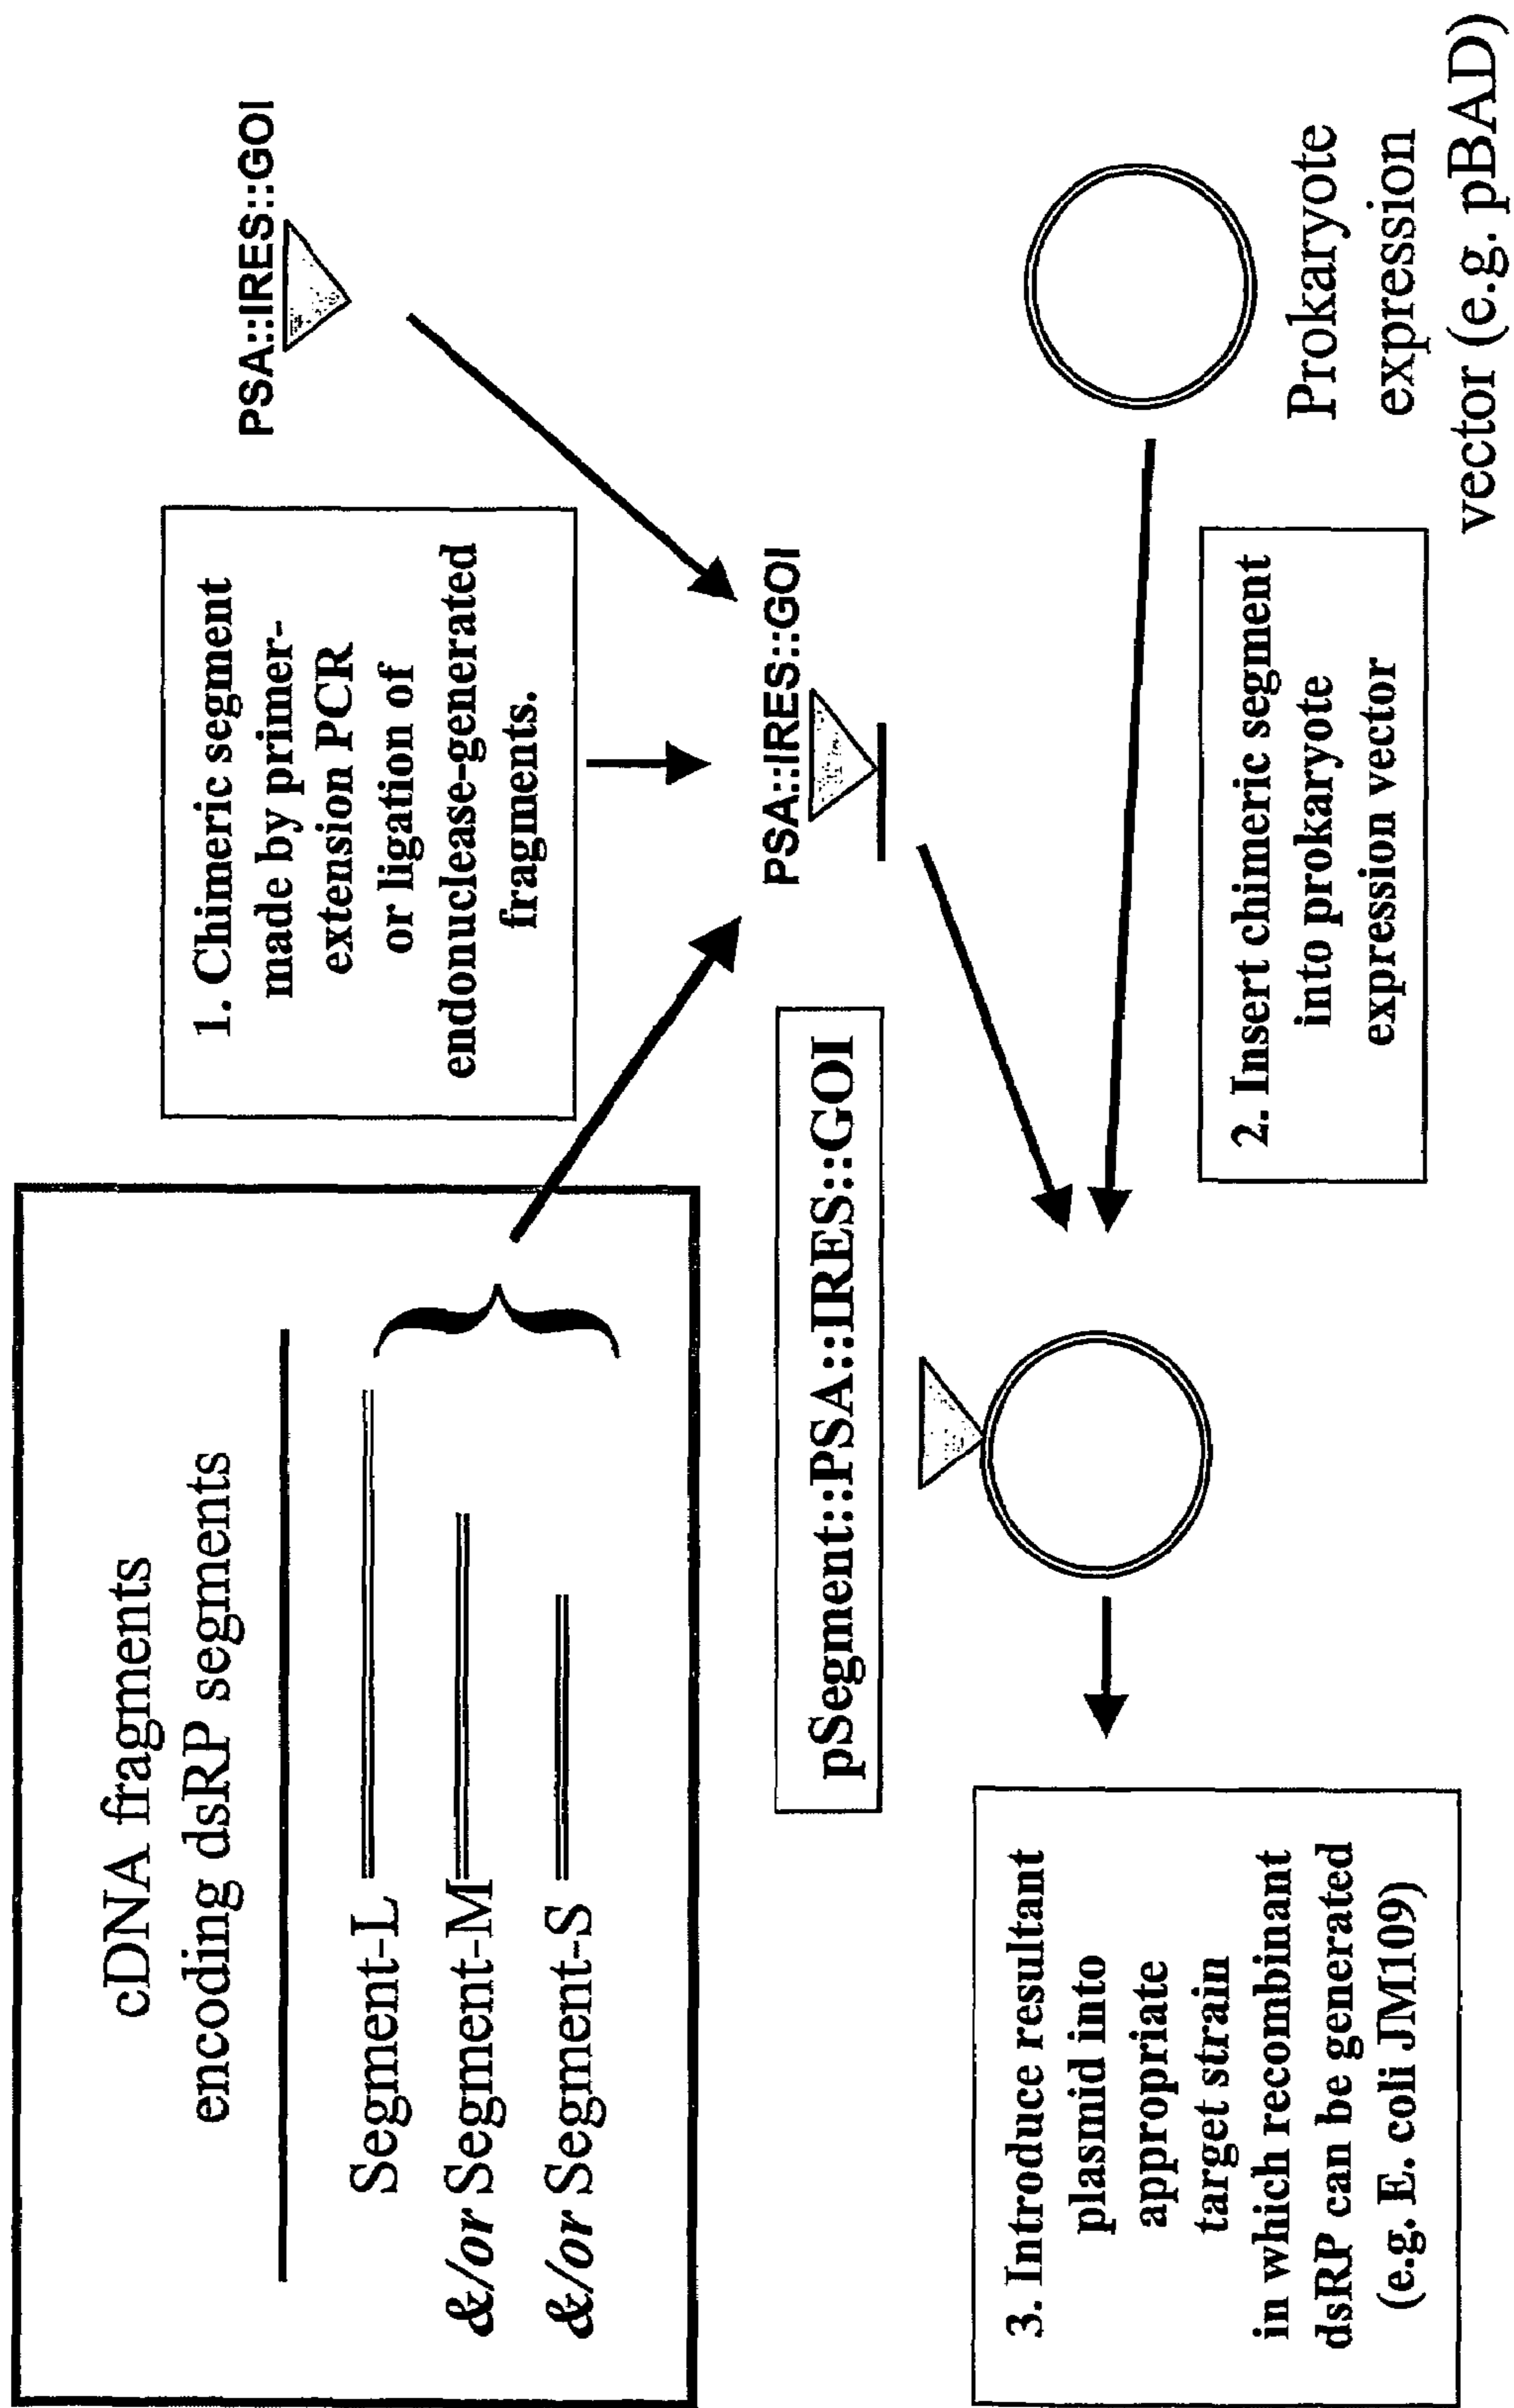 cDNA fragments
encoding dsRP segments
Segment-L
&/or Segment-M
&/or Segment-S
1. Chimeric segment
made by primer-
extension PCR
or ligation of
endonuclease-generated
fragments.
PSA::IRES::GOI
PSA::IRES::GOI
pSegment::PSA::IRES::GOI
2. Insert chimeric segment
into prokaryote
expression vector
Prokaryote
expression
vector (e.g. pBAD)
3. Introduce resultant
plasmid into
appropriate
target strain
in which recombinant
dsRP can be generated
(e.g. E. coli JM109)